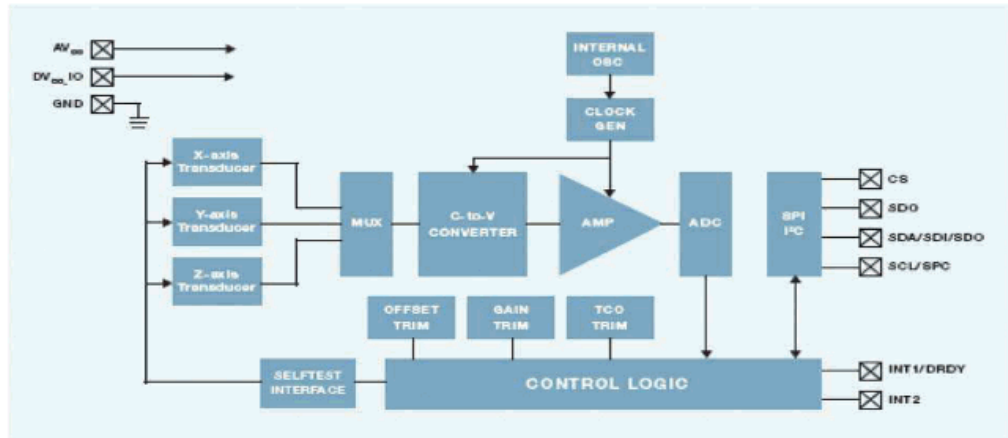 AVDD
DVDD_IO
GND
INTERNAL
OSC
CLOCK
GEN
X-axis
Transducer
Y-axis
Transducer
Z-axis
Transducer
MUX
C-to-V
CONVERTER
AMP
ADC
SPI
I²C
CS
SDO
SDA/SDI/SDO
SCL/SPC
OFFSET
TRIM
GAIN
TRIM
TCO
TRIM
SELFTEST
INTERFACE
CONTROL LOGIC
INT1/DRDY
INT2